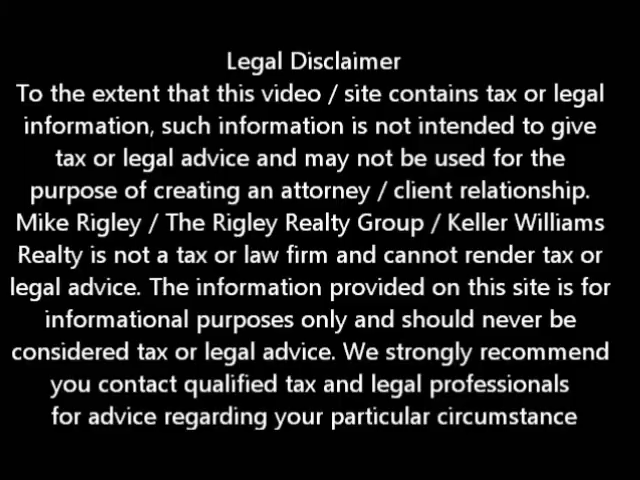 Legal Disclaimer
To the extent that this video / site contains tax or legal
information, such information is not intended to give
tax or legal advice and may not be used for the
purpose of creating an attorney / client relationship.
Mike Rigley / The Rigley Realty Group / Keller Williams
Realty is not a tax or law firm and cannot render tax or
legal advice. The information provided on this site is for
informational purposes only and should never be
considered tax or legal advice. We strongly recommend
you contact qualified tax and legal professionals
for advice regarding your particular circumstance